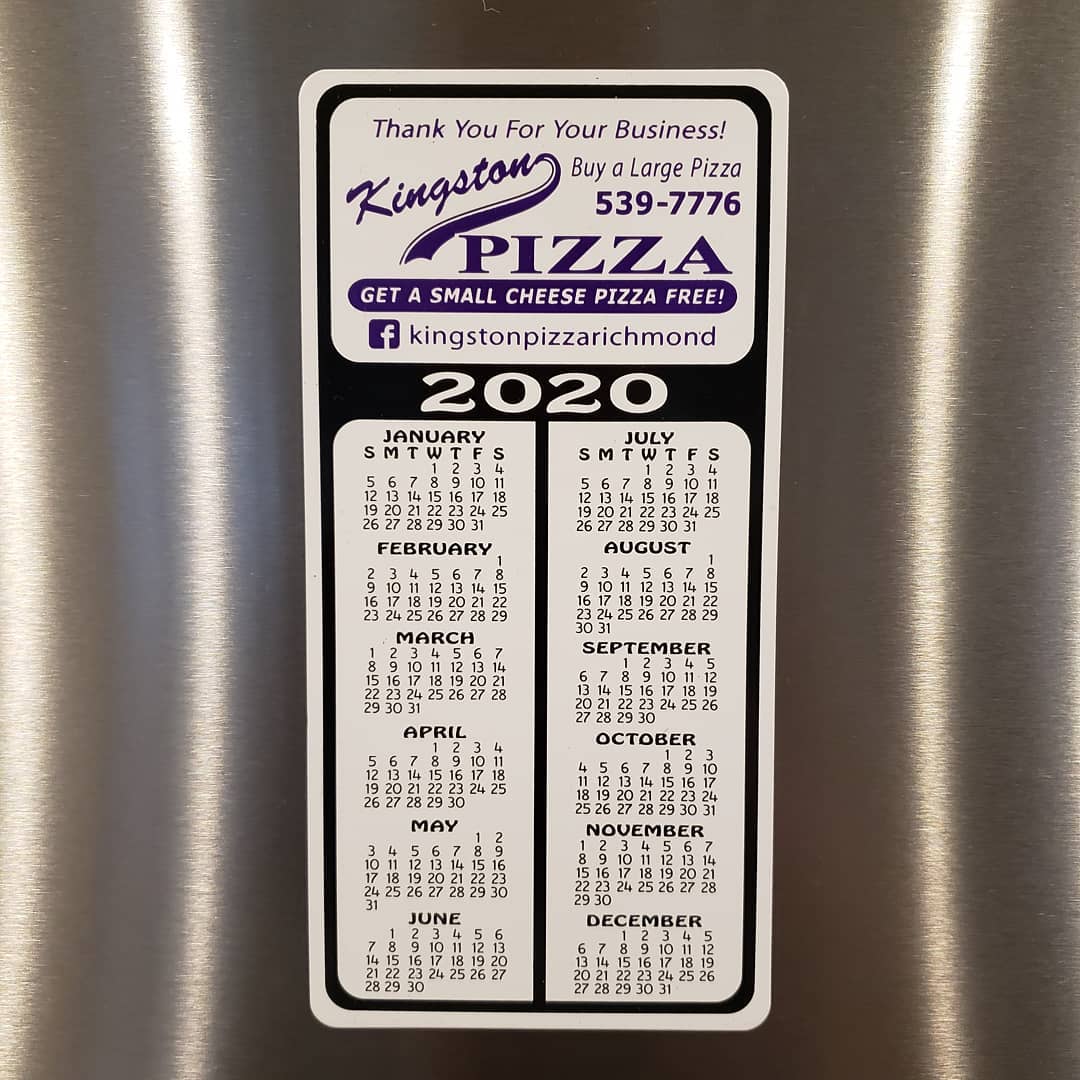 Thank You For Your Business!
Kingston Buy a Large Pizza
539-7776
PIZZA
GET A SMALL CHEESE PIZZA FREE!
f kingstonpizzarichmond
2020
JANUARY
S M T W T F S
1 2 3 4
5 6 7 8 9 10 11
12 13 14 15 16 17 18
19 20 21 22 23 24 25
26 27 28 29 30 31
FEBRUARY
1
2 3 4 5 6 7 8
9 10 11 12 13 14 15
16 17 18 19 20 21 22
23 24 25 26 27 28 29
MARCH
1 2 3 4 5 6 7
8 9 10 11 12 13 14
15 16 17 18 19 20 21
22 23 24 25 26 27 28
29 30 31
APRIL
1 2 3 4
5 6 7 8 9 10 11
12 13 14 15 16 17 18
19 20 21 22 23 24 25
26 27 28 29 30
MAY
1 2
3 4 5 6 7 8 9
10 11 12 13 14 15 16
17 18 19 20 21 22 23
24 25 26 27 28 29 30
31
JUNE
1 2 3 4 5 6
7 8 9 10 11 12 13
14 15 16 17 18 19 20
21 22 23 24 25 26 27
28 29 30
JULY
S M T W T F S
1 2 3 4
5 6 7 8 9 10 11
12 13 14 15 16 17 18
19 20 21 22 23 24 25
26 27 28 29 30 31
AUGUST
1
2 3 4 5 6 7 8
9 10 11 12 13 14 15
16 17 18 19 20 21 22
23 24 25 26 27 28 29
30 31
SEPTEMBER
1 2 3 4 5
6 7 8 9 10 11 12
13 14 15 16 17 18 19
20 21 22 23 24 25 26
27 28 29 30
OCTOBER
1 2 3
4 5 6 7 8 9 10
11 12 13 14 15 16 17
18 19 20 21 22 23 24
25 26 27 28 29 30 31
NOVEMBER
1 2 3 4 5 6 7
8 9 10 11 12 13 14
15 16 17 18 19 20 21
22 23 24 25 26 27 28
29 30
DECEMBER
1 2 3 4 5
6 7 8 9 10 11 12
13 14 15 16 17 18 19
20 21 22 23 24 25 26
27 28 29 30 31